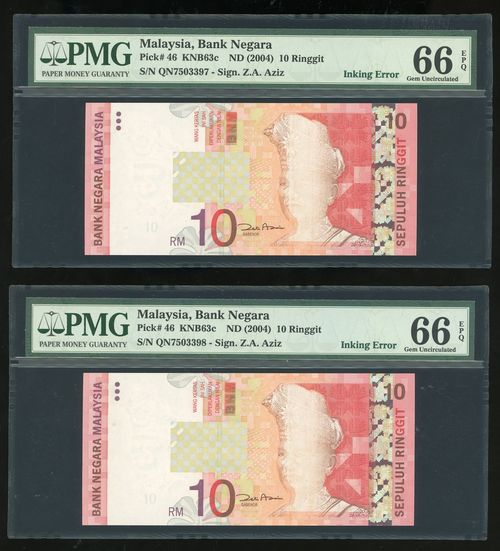 PMG
PAPER MONEY GUARANTY
Malaysia, Bank Negara
Pick# 46 KNB63c ND (2004) 10 Ringgit
S/N QN7503397 - Sign. Z.A. Aziz
Inking Error
66 EPQ
Gem Uncirculated
BANK NEGARA MALAYSIA
RM 10
10
SEPULUH RINGGIT
PMG
PAPER MONEY GUARANTY
Malaysia, Bank Negara
Pick# 46 KNB63c ND (2004) 10 Ringgit
S/N QN7503398 - Sign. Z.A. Aziz
Inking Error
66 EPQ
Gem Uncirculated
BANK NEGARA MALAYSIA
RM 10
10
SEPULUH RINGGIT